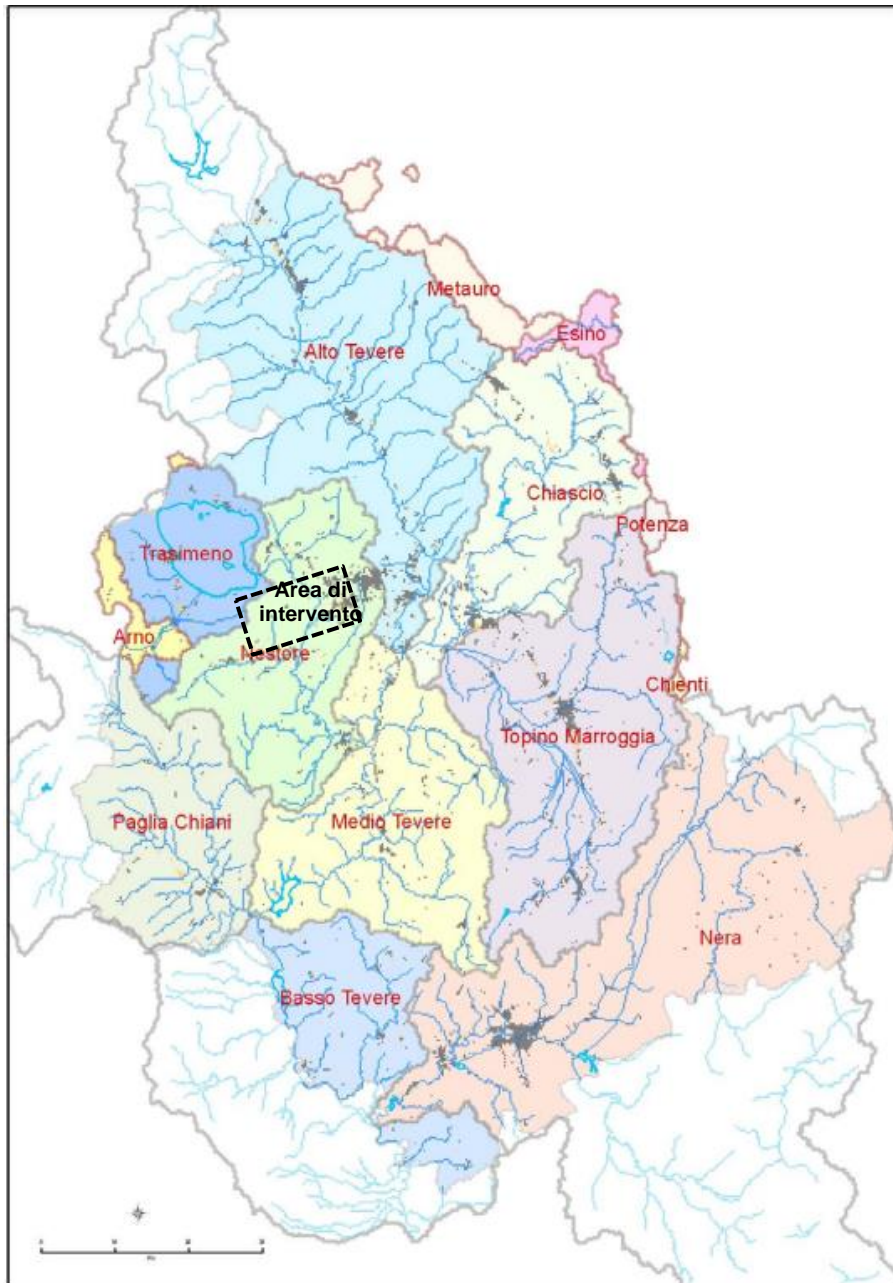 Metauro
Esino
Alto Tevere
Chiascio
Potenza
Trasimeno
Area di
intervento
Arno
Nestore
Chienti
Topino Marroggia
Paglia Chiani
Medio Tevere
Nera
Basso Tevere